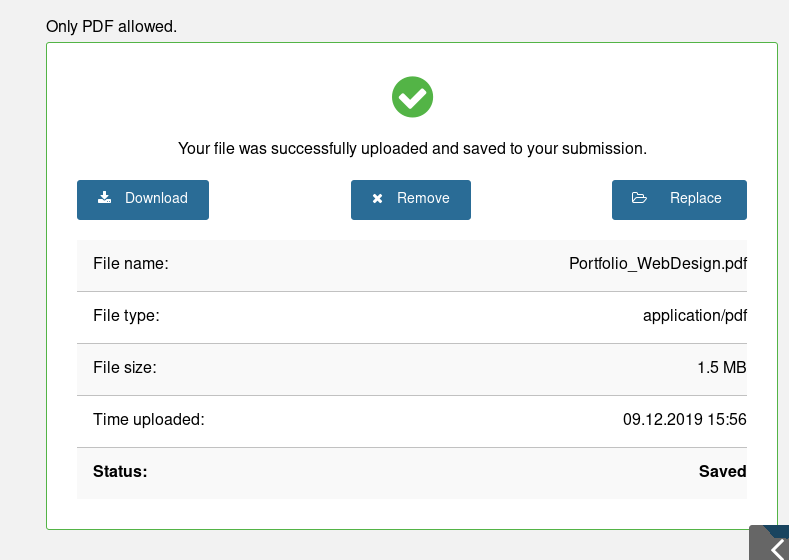 Only PDF allowed.
Your file was successfully uploaded and saved to your submission.
Download Remove Replace
File name: Portfolio_WebDesign.pdf
File type: application/pdf
File size: 1.5 MB
Time uploaded: 09.12.2019 15:56
Status: Saved